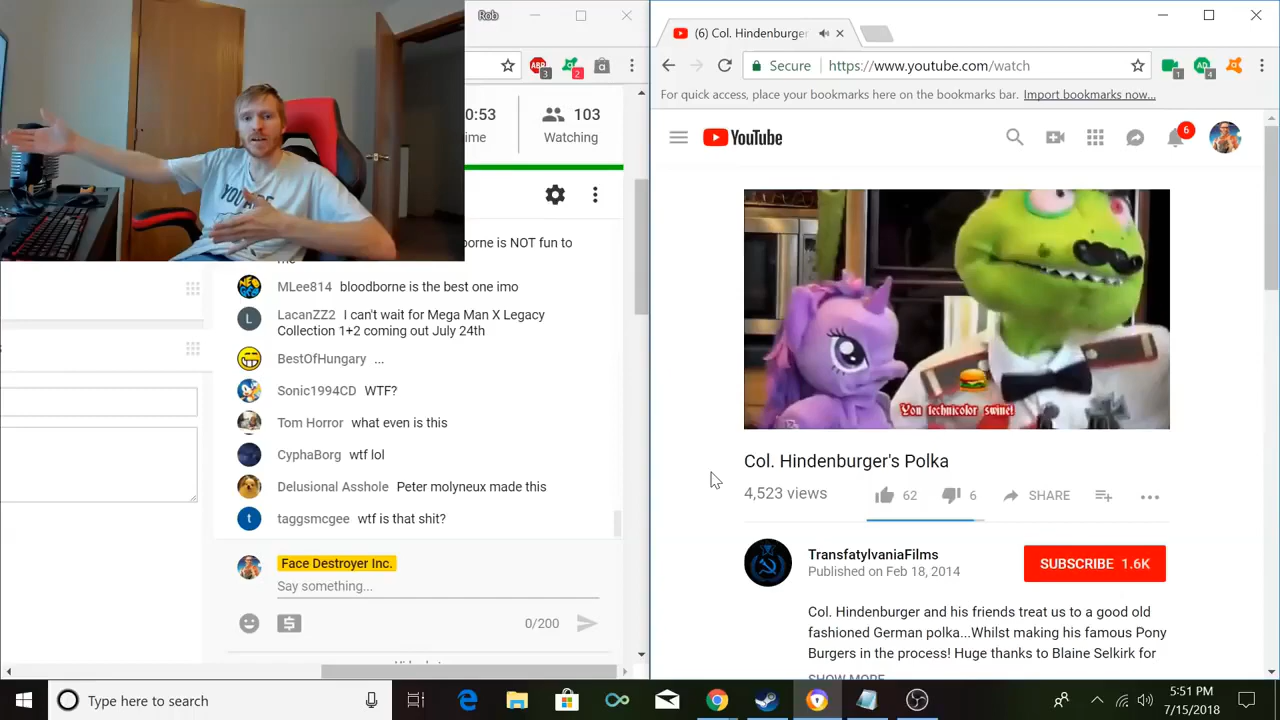 Rob
(6) Col. Hindenburger
Secure https://www.youtube.com/watch
For quick access, place your bookmarks here on the bookmarks bar. Import bookmarks now...
ABP 3
2
1
4
0:53
103
Watching
YouTube
6
is NOT fun to
MLee814 bloodborne is the best one imo
LacanZZ2 I can't wait for Mega Man X Legacy
Collection 1+2 coming out July 24th
BestOfHungary ...
Sonic1994CD WTF?
Tom Horror what even is this
CyphaBorg wtf lol
Delusional Asshole Peter molyneux made this
taggsmcgee wtf is that shit?
Face Destroyer Inc.
Say something...
0/200
You technicolor swine!
Col. Hindenburger's Polka
4,523 views
62
6
SHARE
TransfatylvaniaFilms
Published on Feb 18, 2014
SUBSCRIBE 1.6K
Col. Hindenburger and his friends treat us to a good old
fashioned German polka...Whilst making his famous Pony
Burgers in the process! Huge thanks to Blaine Selkirk for
SHOW MORE
Type here to search
5:51 PM
7/15/2018